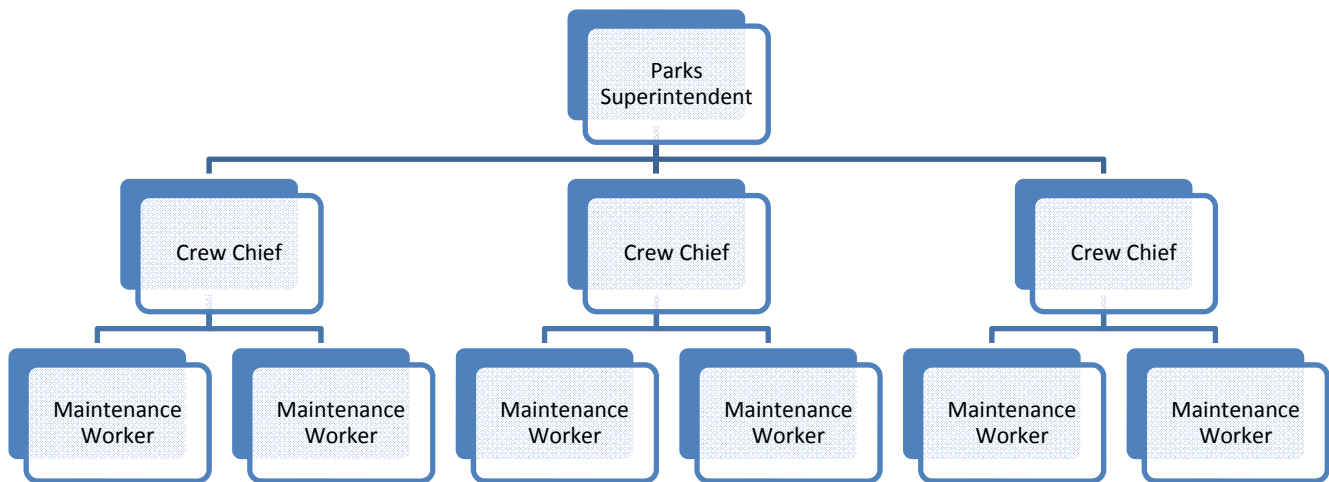 Parks
Superintendent
Crew Chief
Crew Chief
Crew Chief
Maintenance
Worker
Maintenance
Worker
Maintenance
Worker
Maintenance
Worker
Maintenance
Worker
Maintenance
Worker